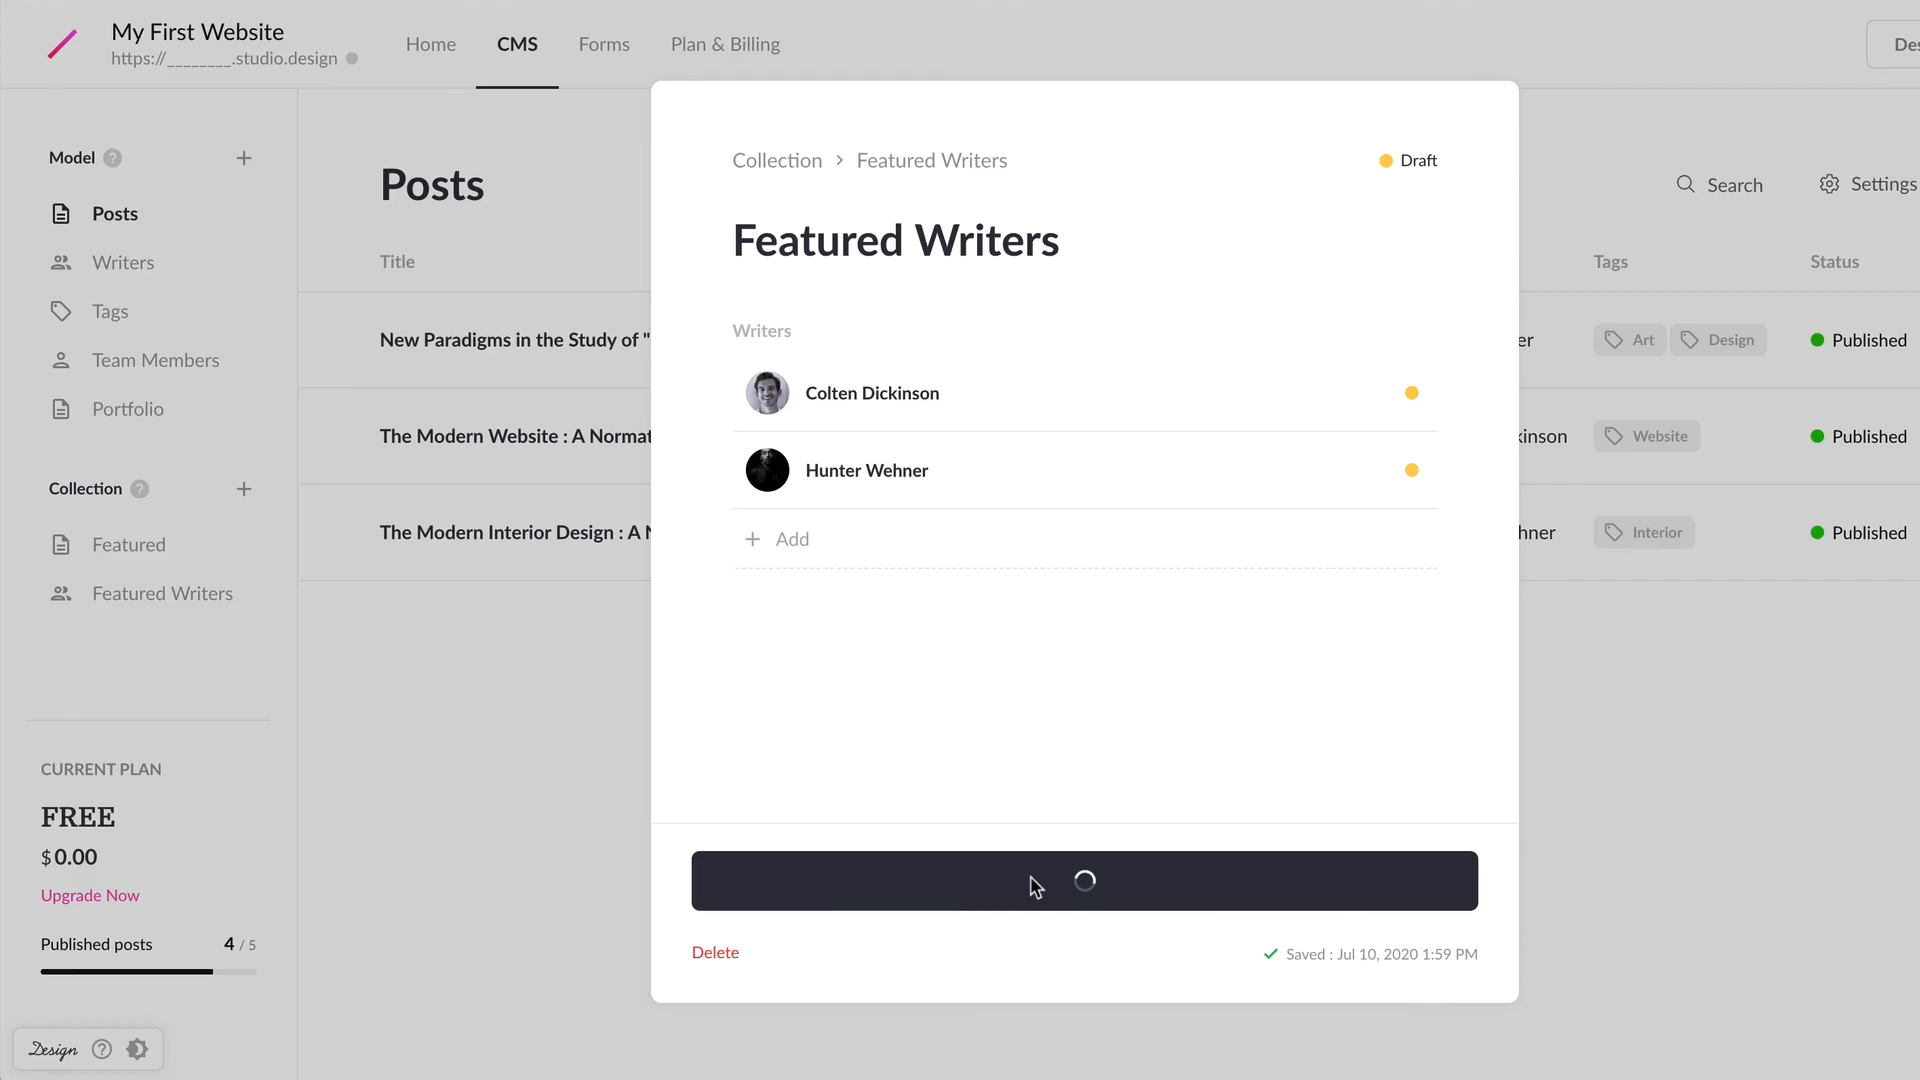 My First Website
https://________.studio.design
Home
CMS
Forms
Plan & Billing
Des
Model
Posts
Writers
Tags
Team Members
Portfolio
Collection
Featured
Featured Writers
CURRENT PLAN
FREE
$ 0.00
Upgrade Now
Published posts 4 / 5
Design
Posts
Search
Settings
Title
Tags
Status
New Paradigms in the Study of "
er
Art
Design
Published
The Modern Website : A Normat
kinson
Website
Published
The Modern Interior Design : A N
hner
Interior
Published
Collection > Featured Writers
Draft
Featured Writers
Writers
Colten Dickinson
Hunter Wehner
+ Add
Delete
Saved : Jul 10, 2020 1:59 PM